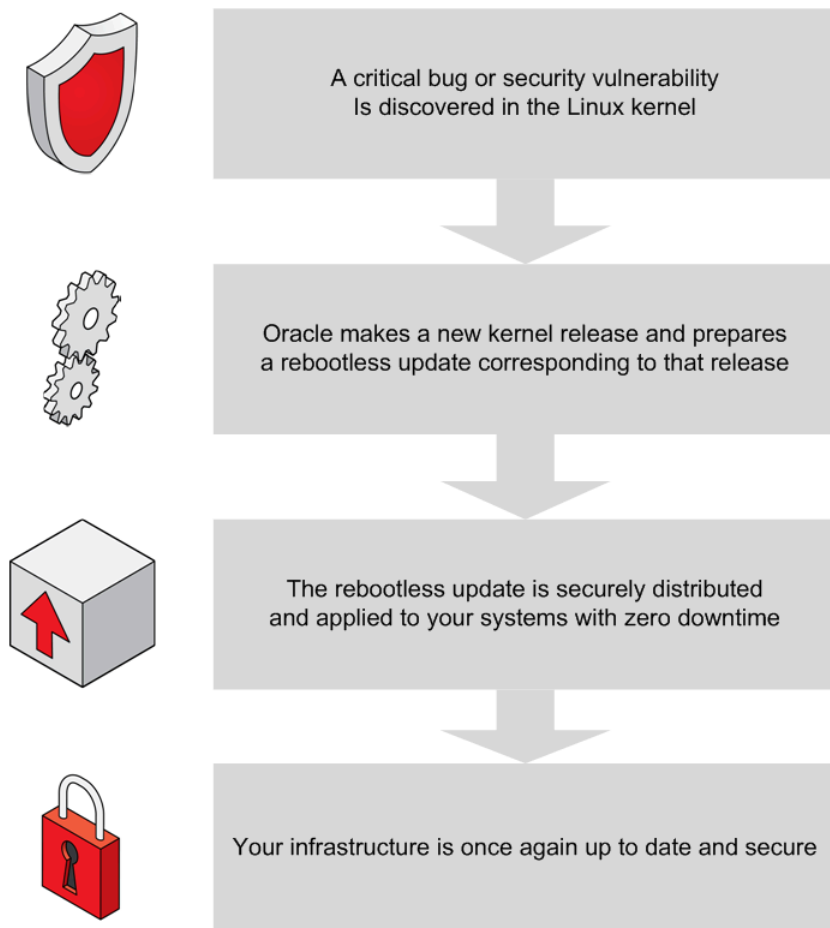 A critical bug or security vulnerability
Is discovered in the Linux kernel
Oracle makes a new kernel release and prepares
a rebootless update corresponding to that release
The rebootless update is securely distributed
and applied to your systems with zero downtime
Your infrastructure is once again up to date and secure